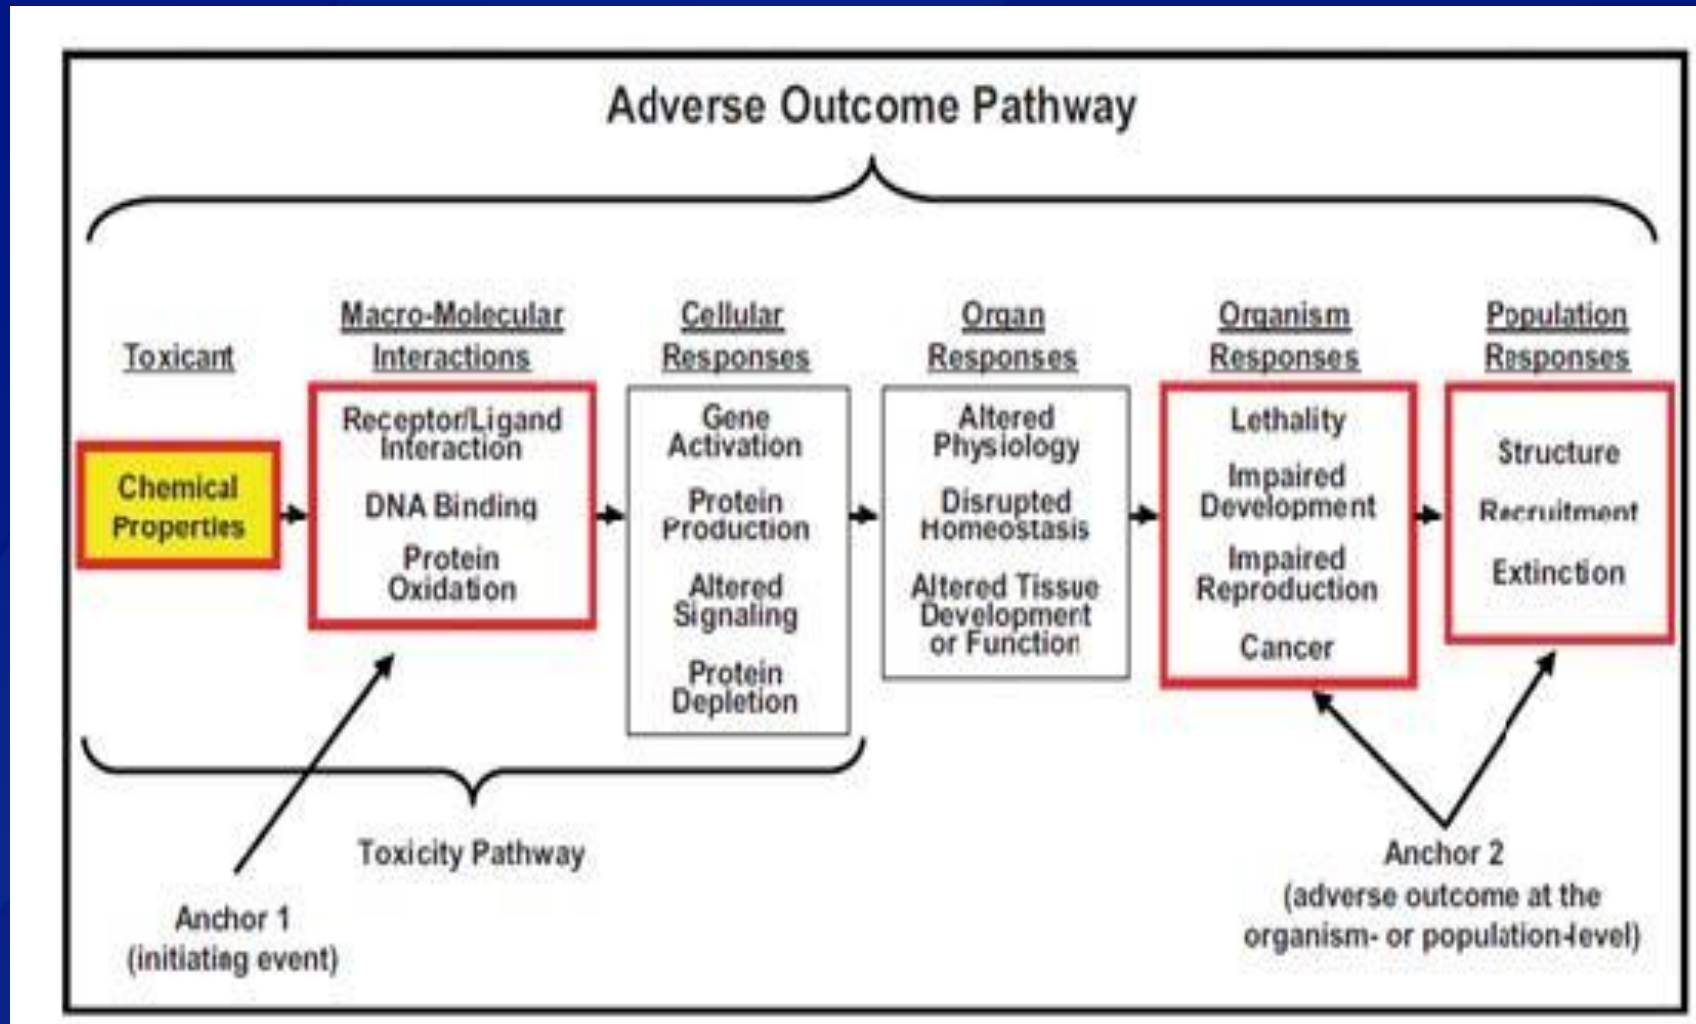 Adverse Outcome Pathway
Toxicant
Chemical
Properties
Macro-Molecular
Interactions
Receptor/Ligand
Interaction
DNA Binding
Protein
Oxidation
Cellular
Responses
Gene
Activation
Protein
Production
Altered
Signaling
Protein
Depletion
Organ
Responses
Altered
Physiology
Disrupted
Homeostasis
Altered Tissue
Development
or Function
Organism
Responses
Lethality
Impaired
Development
Impaired
Reproduction
Cancer
Population
Responses
Structure
Recruitment
Extinction
Toxicity Pathway
Anchor 1
(initiating event)
Anchor 2
(adverse outcome at the
organism- or population-level)